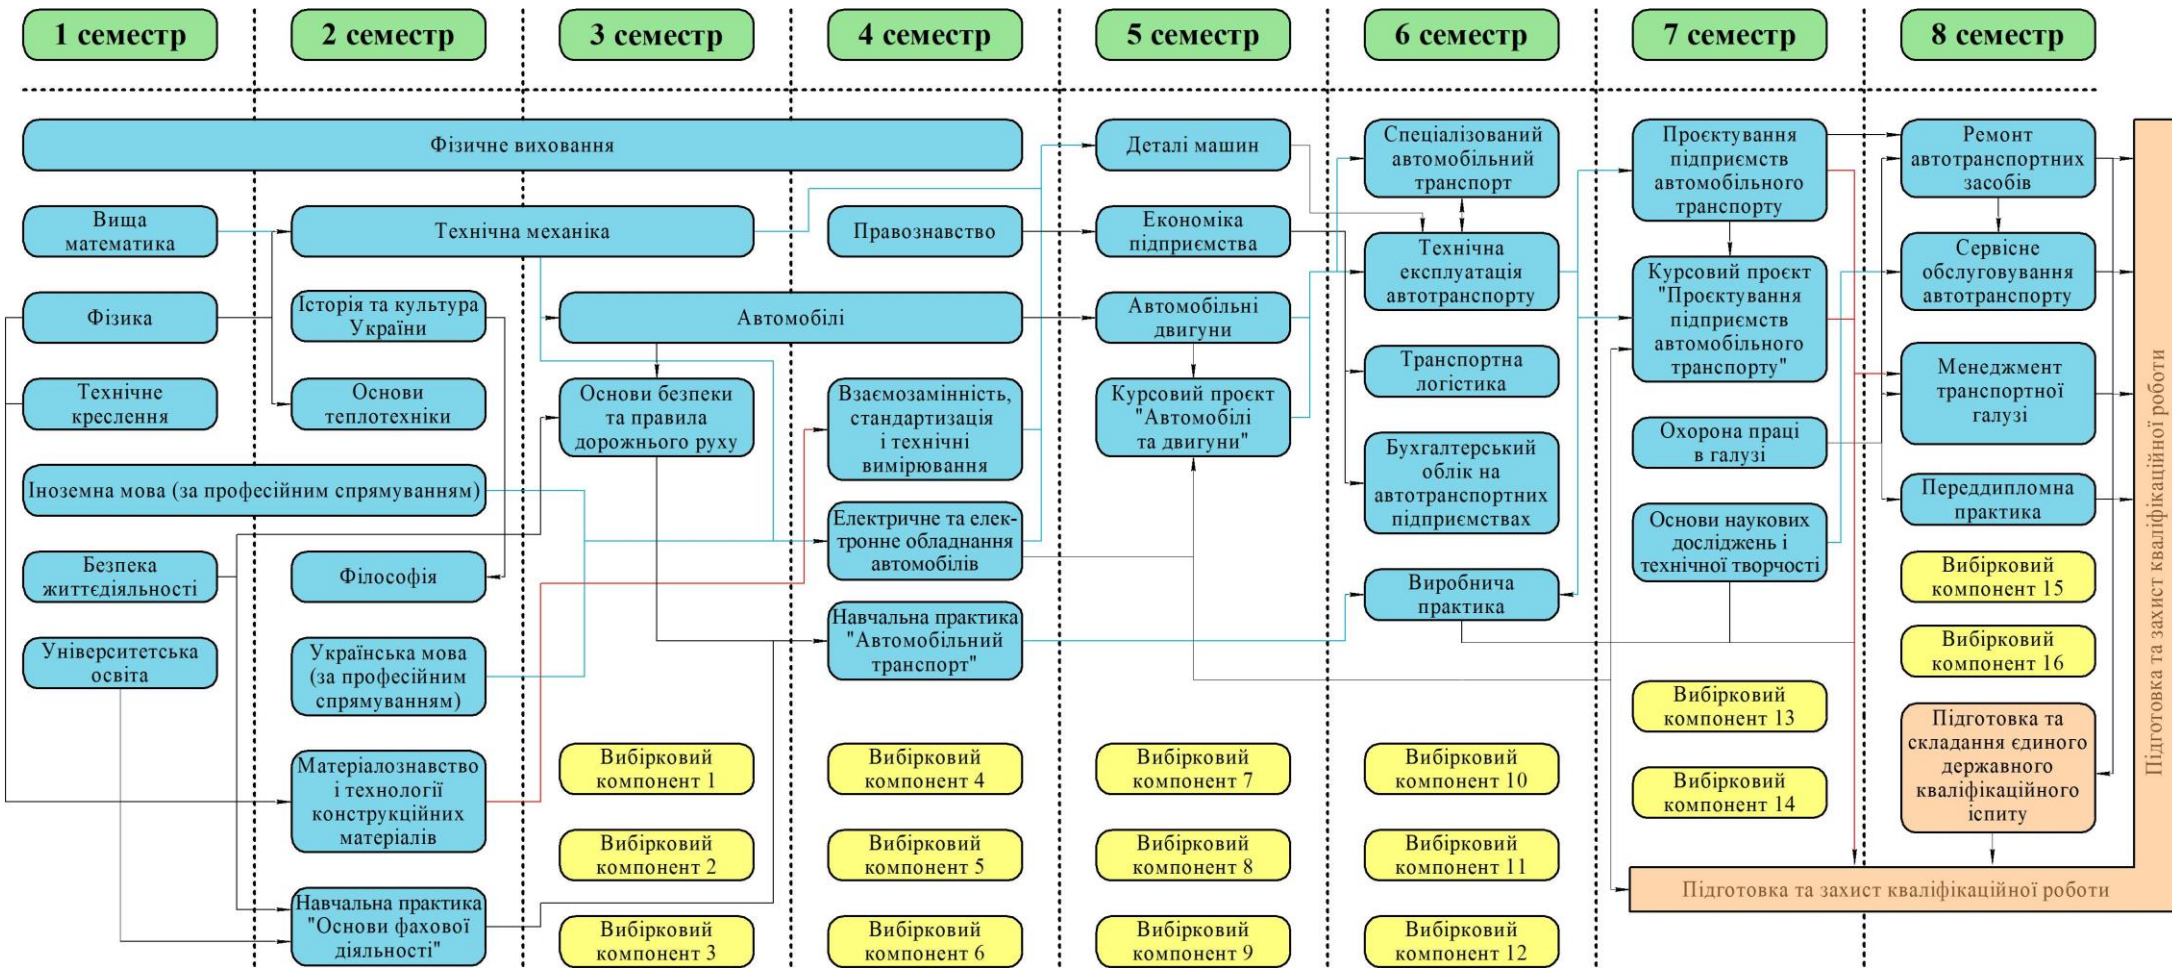 1 семестр
2 семестр
3 семестр
4 семестр
5 семестр
6 семестр
7 семестр
8 семестр
Фізичне виховання
Вища
математика
Фізика
Технічне
креслення
Іноземна мова (за професійним спрямуванням)
Безпека
життєдіяльності
Університетська
освіта
Технічна механіка
Історія та культура
України
Основи
теплотехніки
Філософія
Українська мова
(за професійним
спрямуванням)
Матеріалознавство
і технології
конструкційних
матеріалів
Навчальна практика
"Основи фахової
діяльності"
Автомобілі
Основи безпеки
та правила
дорожнього руху
Вибірковий
компонент 1
Вибірковий
компонент 2
Вибірковий
компонент 3
Правознавство
Взаємозамінність,
стандартизація
і технічні
вимірювання
Електричне та елек-
тронне обладнання
автомобілів
Навчальна практика
"Автомобільний
транспорт"
Вибірковий
компонент 4
Вибірковий
компонент 5
Вибірковий
компонент 6
Деталі машин
Економіка
підприємства
Автомобільні
двигуни
Курсовий проєкт
"Автомобілі
та двигуни"
Вибірковий
компонент 7
Вибірковий
компонент 8
Вибірковий
компонент 9
Спеціалізований
автомобільний
транспорт
Технічна
експлуатація
автотранспорту
Транспортна
логістика
Бухгалтерський
облік на
автотранспортних
підприємствах
Виробнича
практика
Вибірковий
компонент 10
Вибірковий
компонент 11
Вибірковий
компонент 12
Проєктування
підприємств
автомобільного
транспорту
Курсовий проєкт
"Проєктування
підприємств
автомобільного
транспорту"
Охорона праці
в галузі
Основи наукових
досліджень і
технічної творчості
Вибірковий
компонент 13
Вибірковий
компонент 14
Ремонт
автотранспортних
засобів
Сервісне
обслуговування
автотранспорту
Менеджмент
транспортної
галузі
Переддипломна
практика
Вибірковий
компонент 15
Вибірковий
компонент 16
Підготовка та
складання єдиного
державного
кваліфікаційного
іспиту
Підготовка та захист кваліфікаційної роботи
Підготовка та захист кваліфікаційної роботи